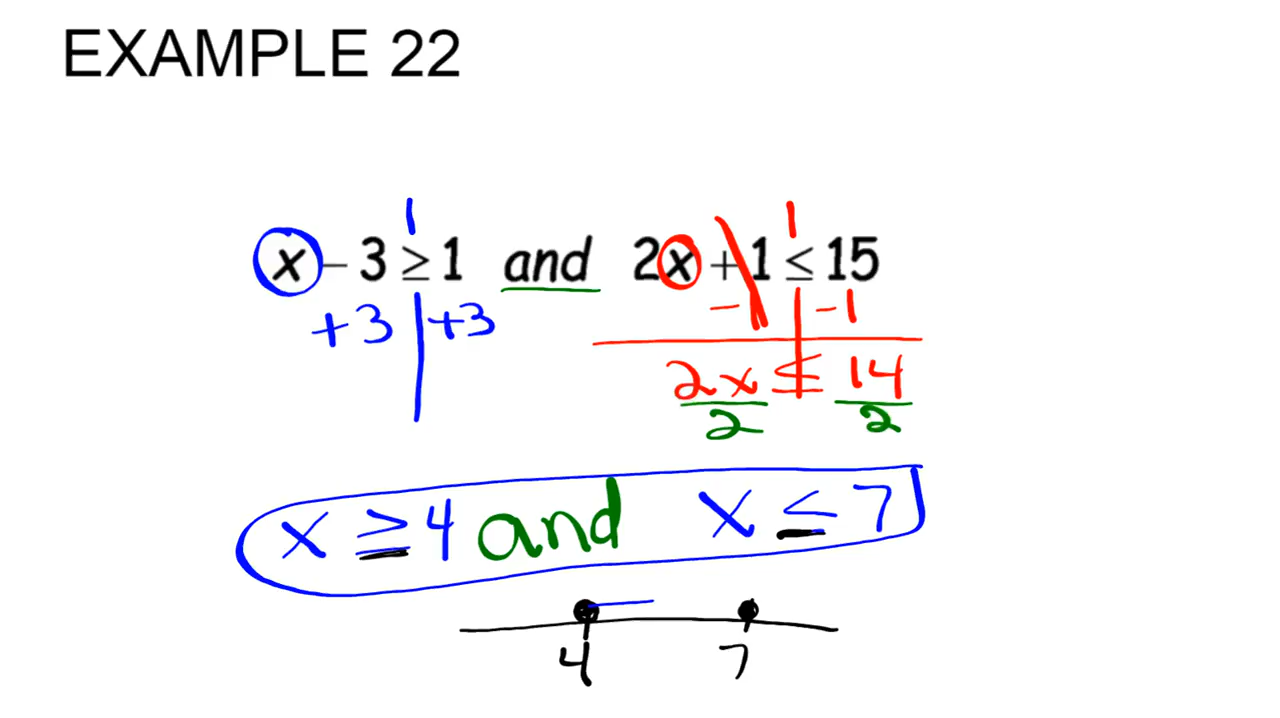 EXAMPLE 22
x − 3 ≥ 1 and 2x + 1 ≤ 15
+3 +3 −1 −1
2x ≤ 14
2 2
x ≥ 4 and x ≤ 7
4 7